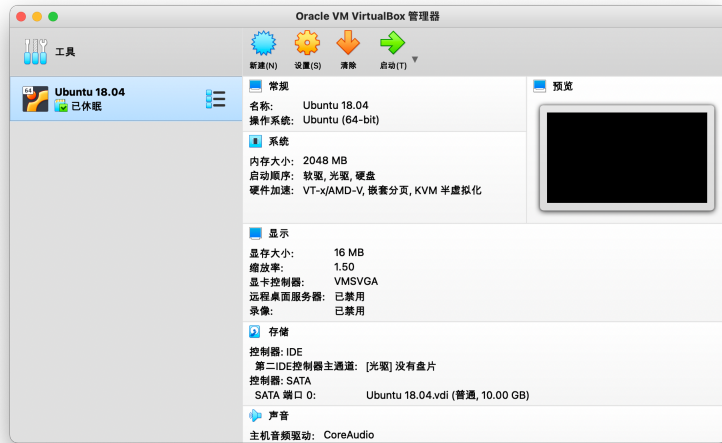 Oracle VM VirtualBox 管理器
工具
新建(N) 设置(S) 清除 启动(T)
64
Ubuntu 18.04
已休眠
常规
名称: Ubuntu 18.04
操作系统: Ubuntu (64-bit)
预览
系统
内存大小: 2048 MB
启动顺序: 软驱, 光驱, 硬盘
硬件加速: VT-x/AMD-V, 嵌套分页, KVM 半虚拟化
显示
显存大小: 16 MB
缩放率: 1.50
显卡控制器: VMSVGA
远程桌面服务器: 已禁用
录像: 已禁用
存储
控制器: IDE
第二IDE控制器主通道: [光驱] 没有盘片
控制器: SATA
SATA 端口 0: Ubuntu 18.04.vdi (普通, 10.00 GB)
声音
主机音频驱动: CoreAudio